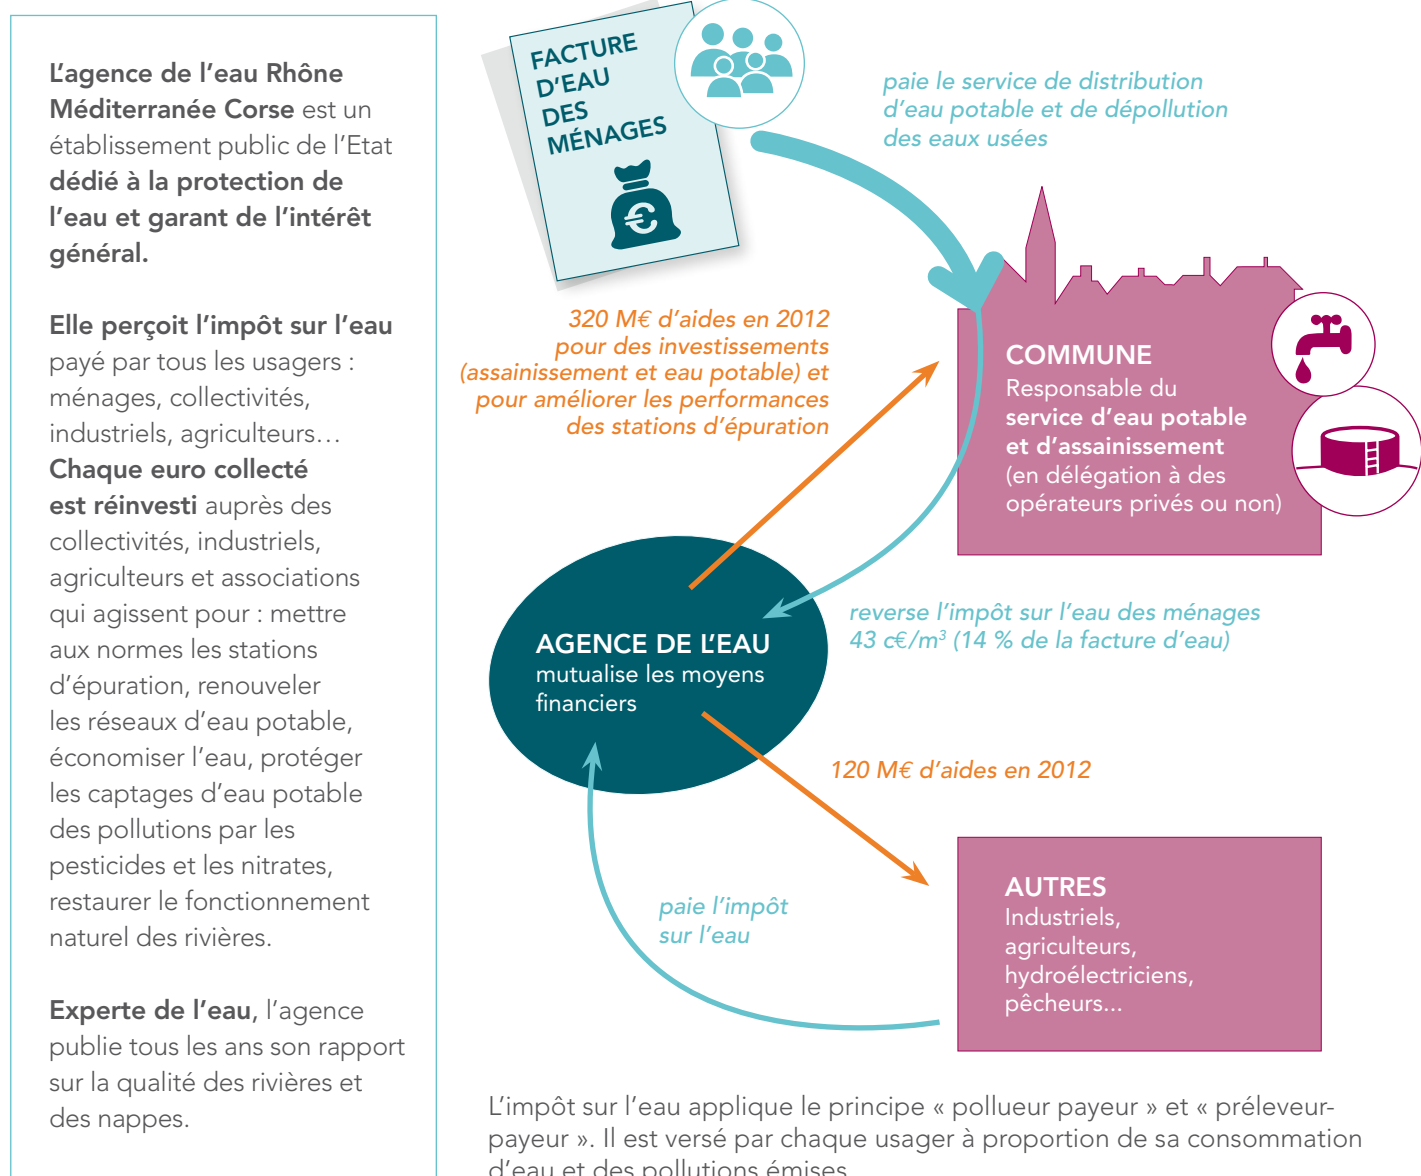 L'agence de l'eau Rhône
Méditerranée Corse est un
établissement public de l'Etat
dédié à la protection de
l'eau et garant de l'intérêt
général.
Elle perçoit l'impôt sur l'eau
payé par tous les usagers :
ménages, collectivités,
industriels, agriculteurs…
Chaque euro collecté
est réinvesti auprès des
collectivités, industriels,
agriculteurs et associations
qui agissent pour : mettre
aux normes les stations
d'épuration, renouveler
les réseaux d'eau potable,
économiser l'eau, protéger
les captages d'eau potable
des pollutions par les
pesticides et les nitrates,
restaurer le fonctionnement
naturel des rivières.
Experte de l'eau, l'agence
publie tous les ans son rapport
sur la qualité des rivières et
des nappes.
FACTURE
D'EAU
DES
MÉNAGES
€
paie le service de distribution
d'eau potable et de dépollution
des eaux usées
320 M€ d'aides en 2012
pour des investissements
(assainissement et eau potable) et
pour améliorer les performances
des stations d'épuration
COMMUNE
Responsable du
service d'eau potable
et d'assainissement
(en délégation à des
opérateurs privés ou non)
AGENCE DE L'EAU
mutualise les moyens
financiers
reverse l'impôt sur l'eau des ménages
43 c€/m³ (14 % de la facture d'eau)
120 M€ d'aides en 2012
paie l'impôt
sur l'eau
AUTRES
Industriels,
agriculteurs,
hydroélectriciens,
pêcheurs...
L'impôt sur l'eau applique le principe « pollueur payeur » et « préleveur-
payeur ». Il est versé par chaque usager à proportion de sa consommation
d'eau et des pollutions émises